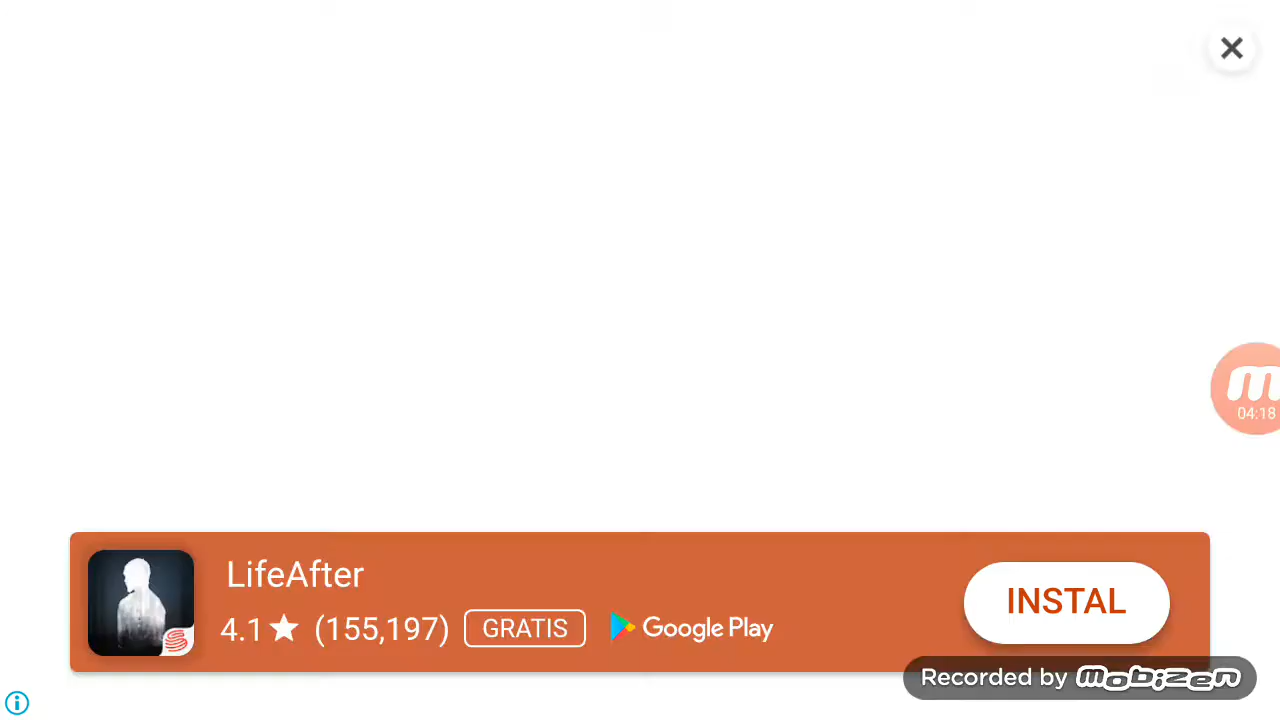 04:18
LifeAfter
4.1★ (155,197) GRATIS Google Play
INSTAL
Recorded by mobizen